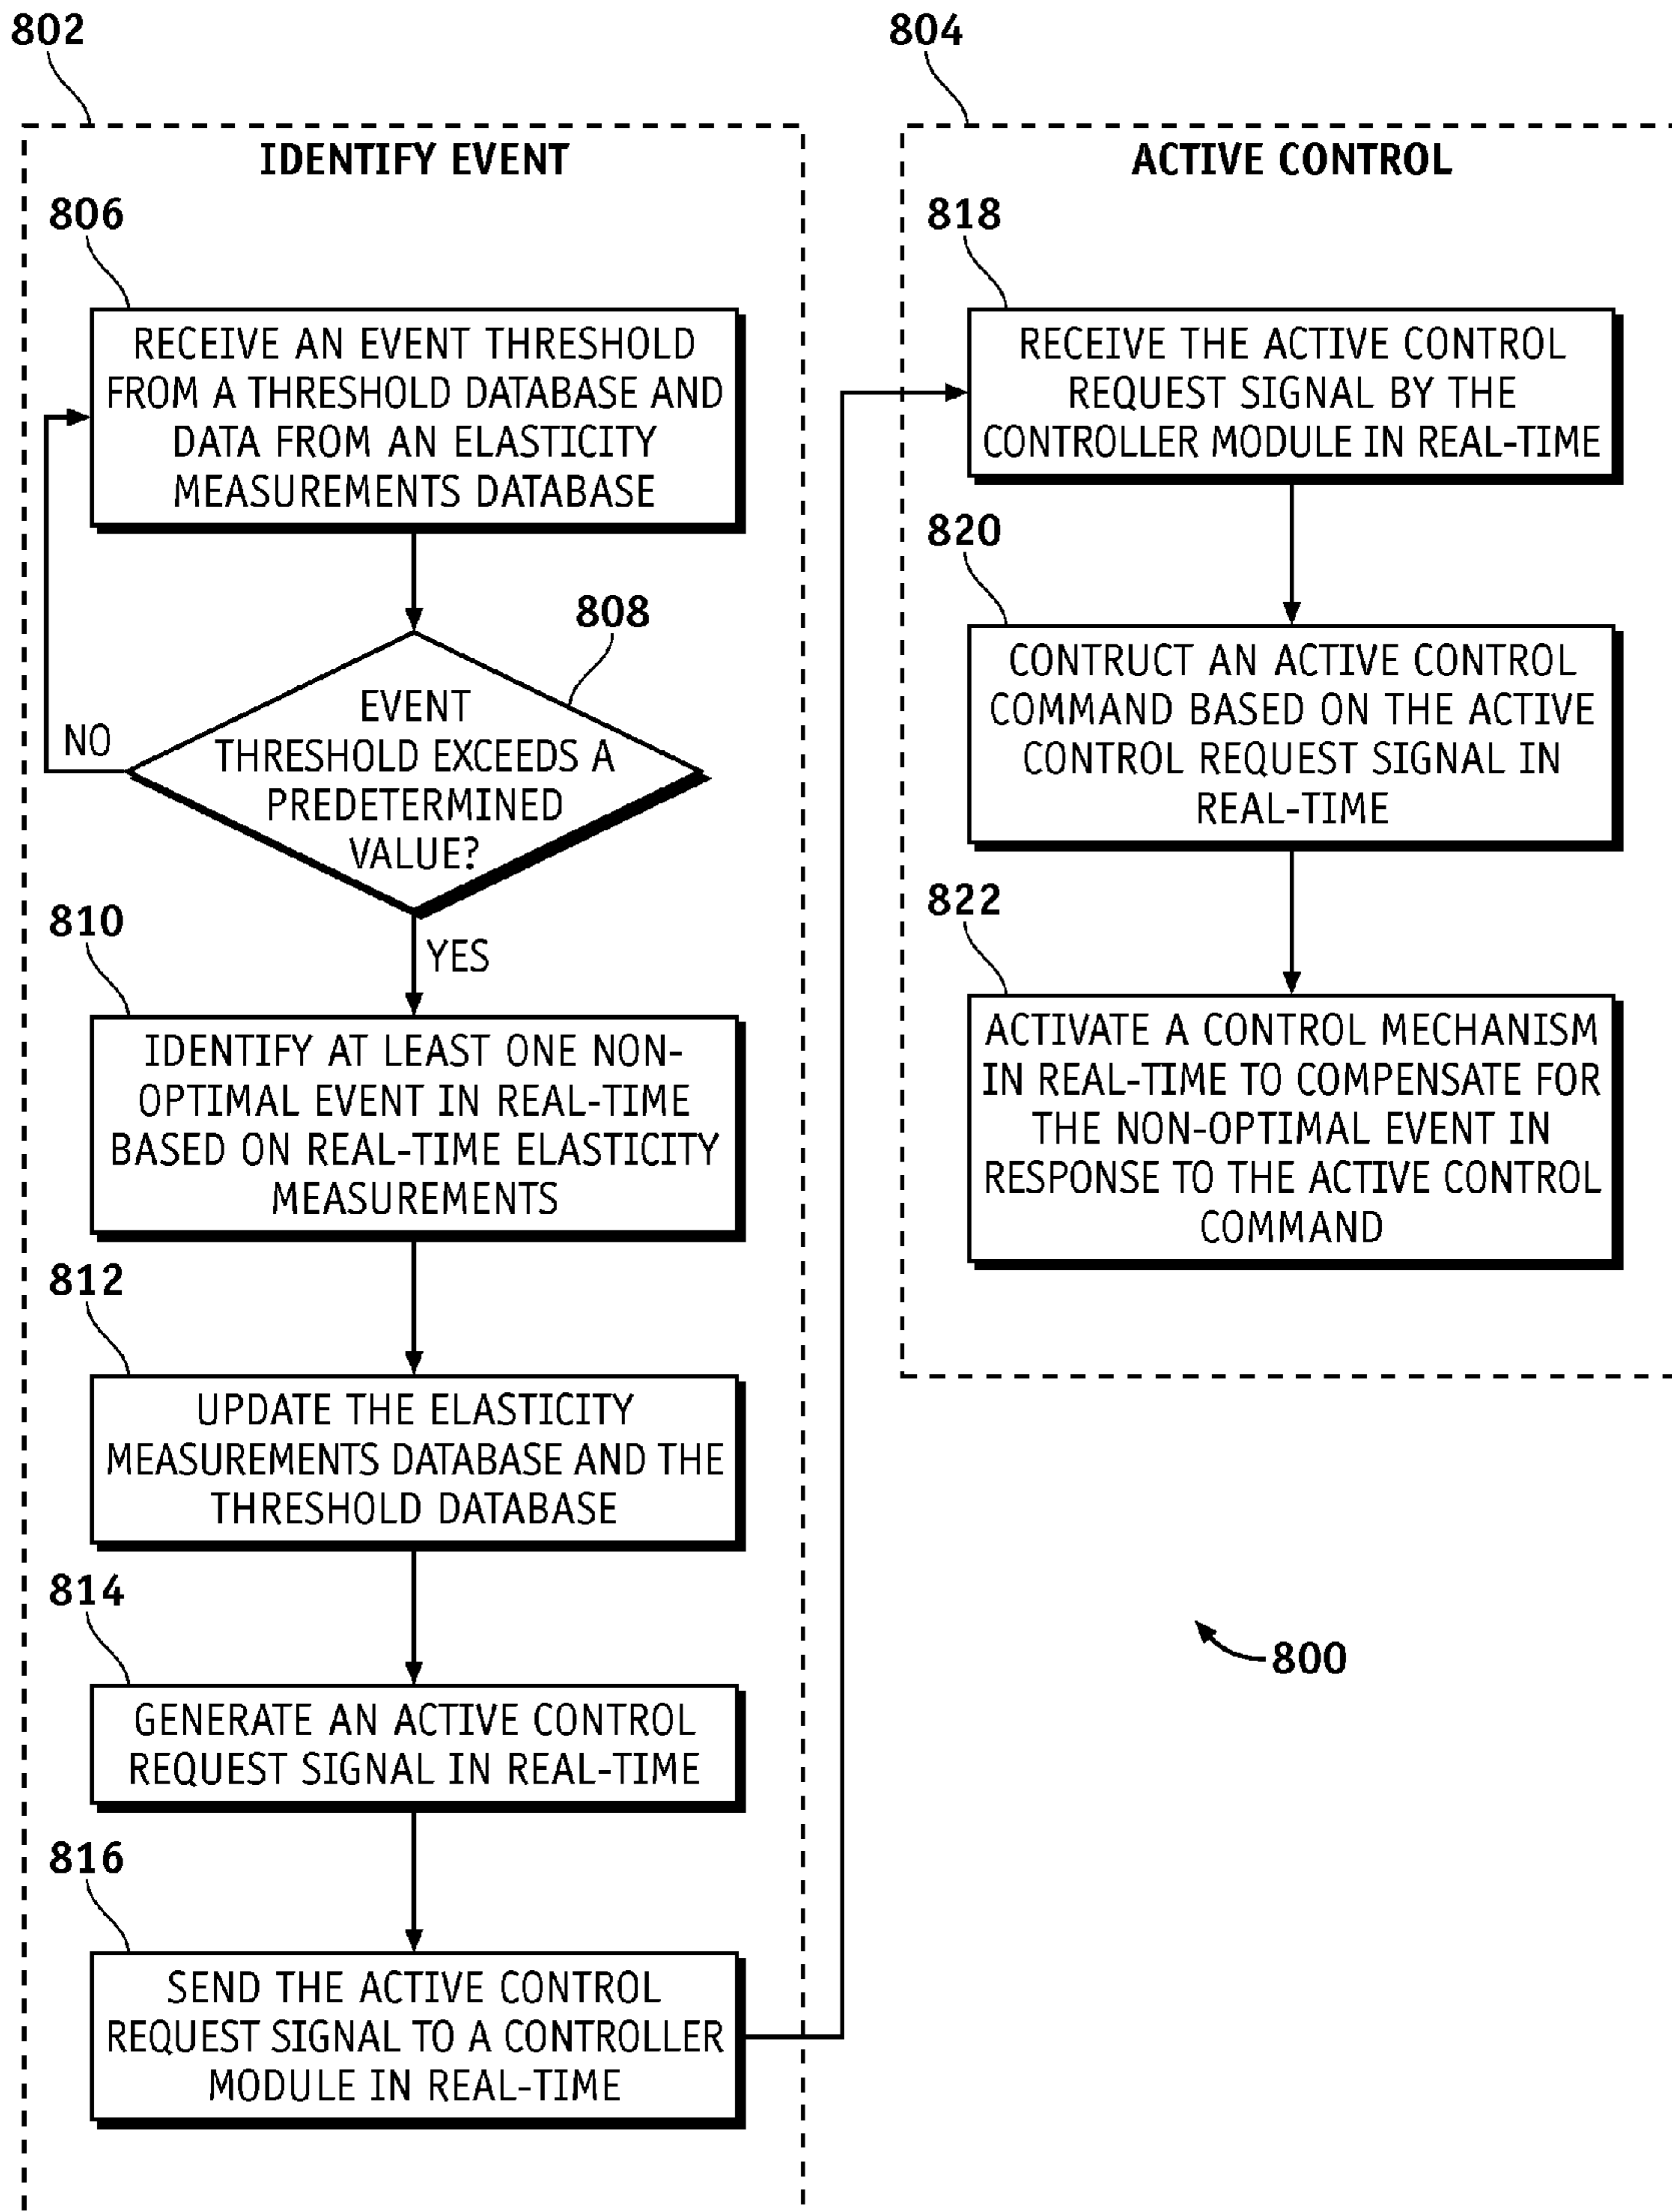 802
IDENTIFY EVENT
806
RECEIVE AN EVENT THRESHOLD
FROM A THRESHOLD DATABASE AND
DATA FROM AN ELASTICITY
MEASUREMENTS DATABASE
808
EVENT
THRESHOLD EXCEEDS A
PREDETERMINED
VALUE?
NO
YES
810
IDENTIFY AT LEAST ONE NON-
OPTIMAL EVENT IN REAL-TIME
BASED ON REAL-TIME ELASTICITY
MEASUREMENTS
812
UPDATE THE ELASTICITY
MEASUREMENTS DATABASE AND THE
THRESHOLD DATABASE
814
GENERATE AN ACTIVE CONTROL
REQUEST SIGNAL IN REAL-TIME
816
SEND THE ACTIVE CONTROL
REQUEST SIGNAL TO A CONTROLLER
MODULE IN REAL-TIME
804
ACTIVE CONTROL
818
RECEIVE THE ACTIVE CONTROL
REQUEST SIGNAL BY THE
CONTROLLER MODULE IN REAL-TIME
820
CONTRUCT AN ACTIVE CONTROL
COMMAND BASED ON THE ACTIVE
CONTROL REQUEST SIGNAL IN
REAL-TIME
822
ACTIVATE A CONTROL MECHANISM
IN REAL-TIME TO COMPENSATE FOR
THE NON-OPTIMAL EVENT IN
RESPONSE TO THE ACTIVE CONTROL
COMMAND
800